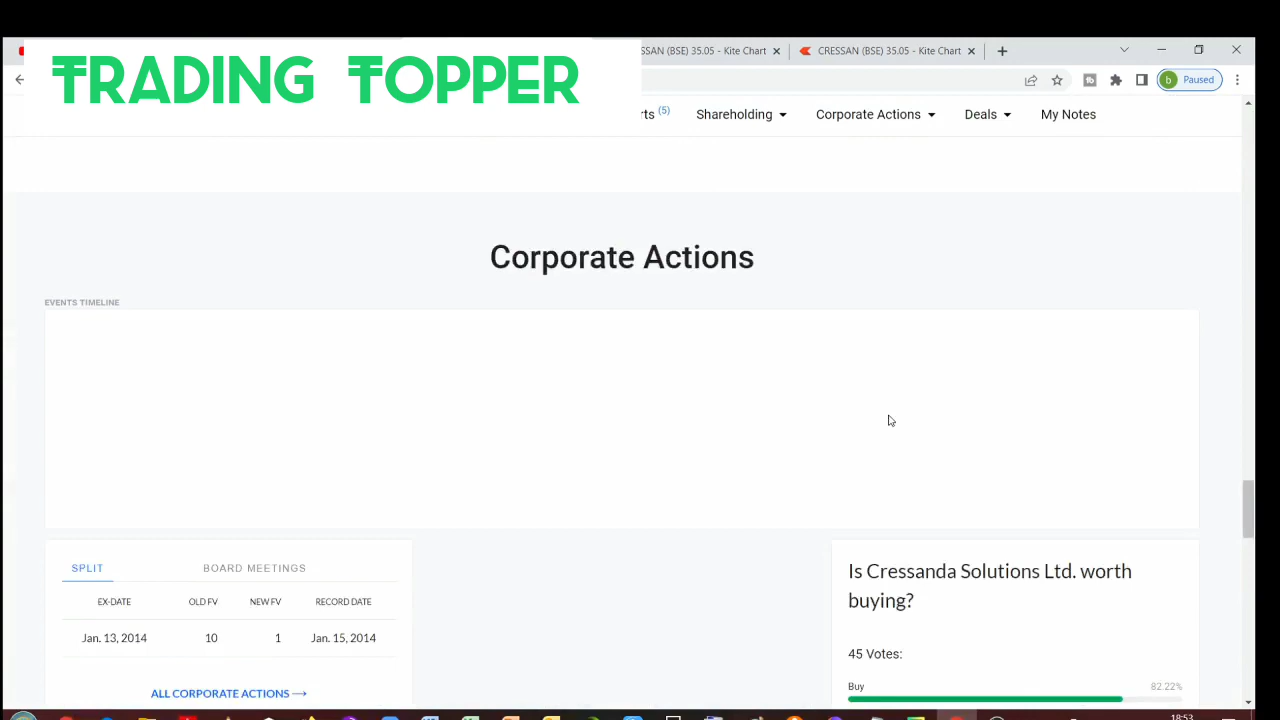 TRADING TOPPER
SSAN (BSE) 35.05 - Kite Chart
CRESSAN (BSE) 35.05 - Kite Chart
b
Paused
rts (5)
Shareholding
Corporate Actions
Deals
My Notes
Corporate Actions
EVENTS TIMELINE
SPLIT
BOARD MEETINGS
EX-DATE OLD FV NEW FV RECORD DATE
Jan. 13, 2014 10 1 Jan. 15, 2014
ALL CORPORATE ACTIONS →
Is Cressanda Solutions Ltd. worth
buying?
45 Votes:
Buy 82.22%
18:53